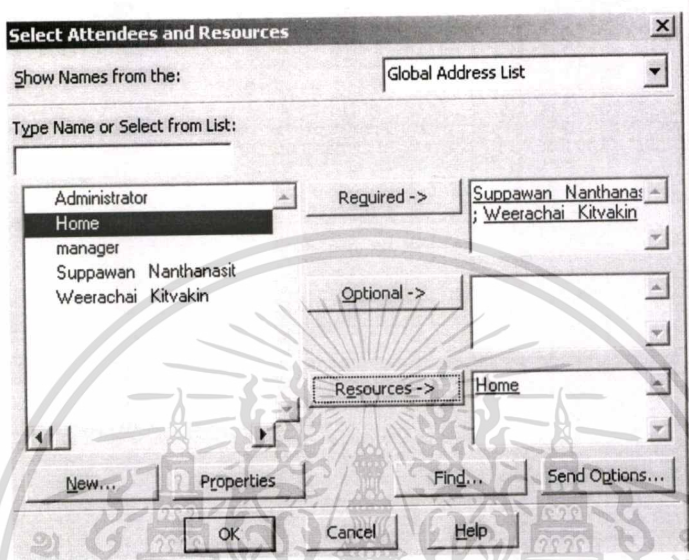 Select Attendees and Resources
Show Names from the:
Global Address List
Type Name or Select from List:
Administrator
Home
manager
Suppawan Nanthanasit
Weerachai Kitvakin
Required ->
Suppawan Nanthanas
; Weerachai Kitvakin
Optional ->
Resources ->
Home
New...
Properties
Find...
Send Options...
OK
Cancel
Help